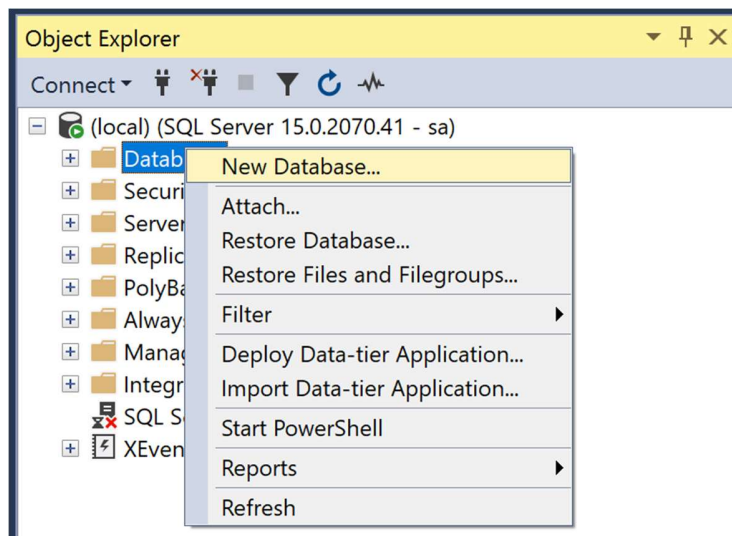 Object Explorer
Connect
(local) (SQL Server 15.0.2070.41 - sa)
Datab
New Database...
Securi
Attach...
Server
Restore Database...
Replic
Restore Files and Filegroups...
PolyBa
Filter
Always
Deploy Data-tier Application...
Manag
Import Data-tier Application...
Integr
SQL S
Start PowerShell
XEven
Reports
Refresh